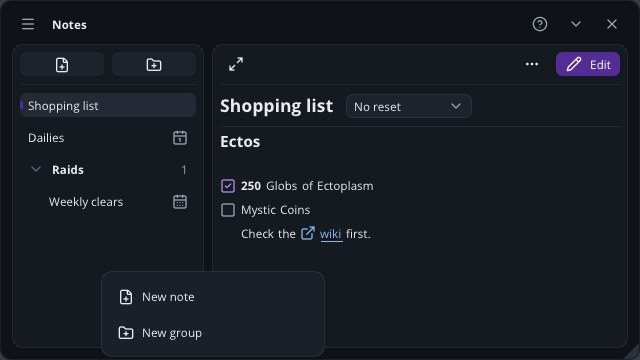 Notes
Edit
Shopping list
Dailies
Raids 1
Weekly clears
Shopping list No reset
Ectos
250 Globs of Ectoplasm
Mystic Coins
Check the wiki first.
New note
New group